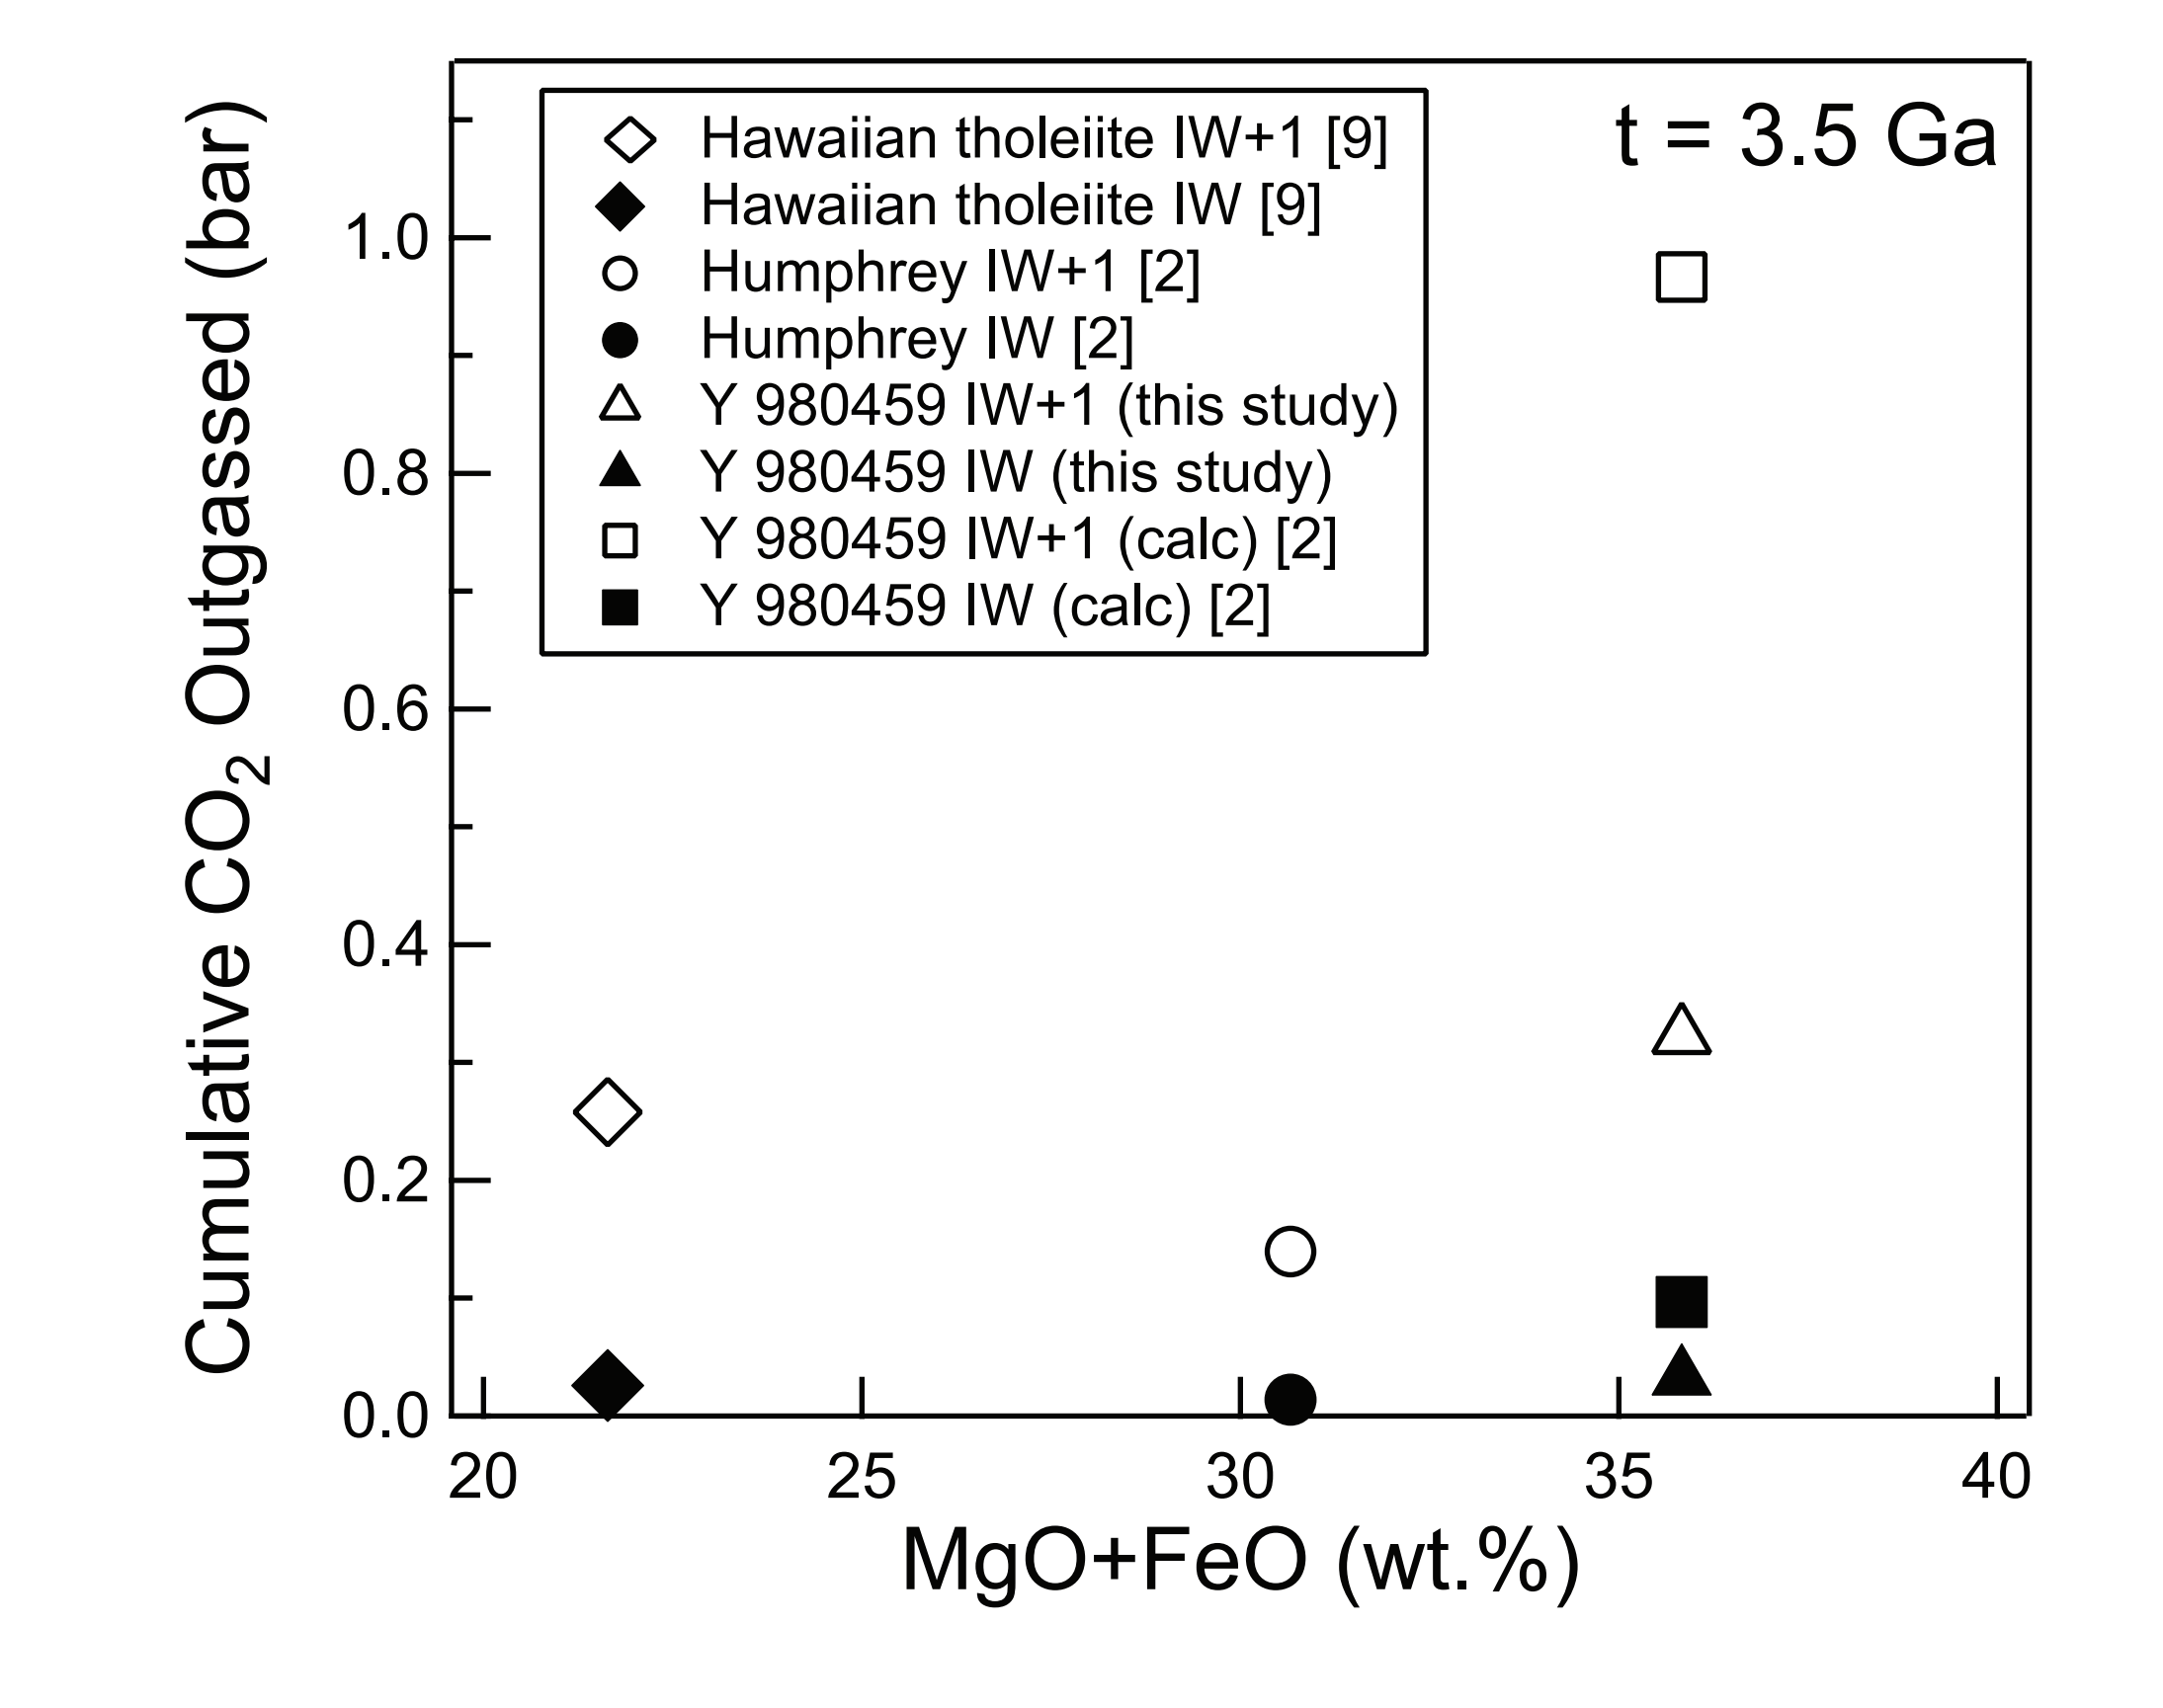 t = 3.5 Ga
Hawaiian tholeiite IW+1 [9]
Hawaiian tholeiite IW [9]
Humphrey IW+1 [2]
Humphrey IW [2]
Y 980459 IW+1 (this study)
Y 980459 IW (this study)
Y 980459 IW+1 (calc) [2]
Y 980459 IW (calc) [2]
Cumulative CO₂ Outgassed (bar)
1.0
0.8
0.6
0.4
0.2
0.0
20 25 30 35 40
MgO+FeO (wt.%)